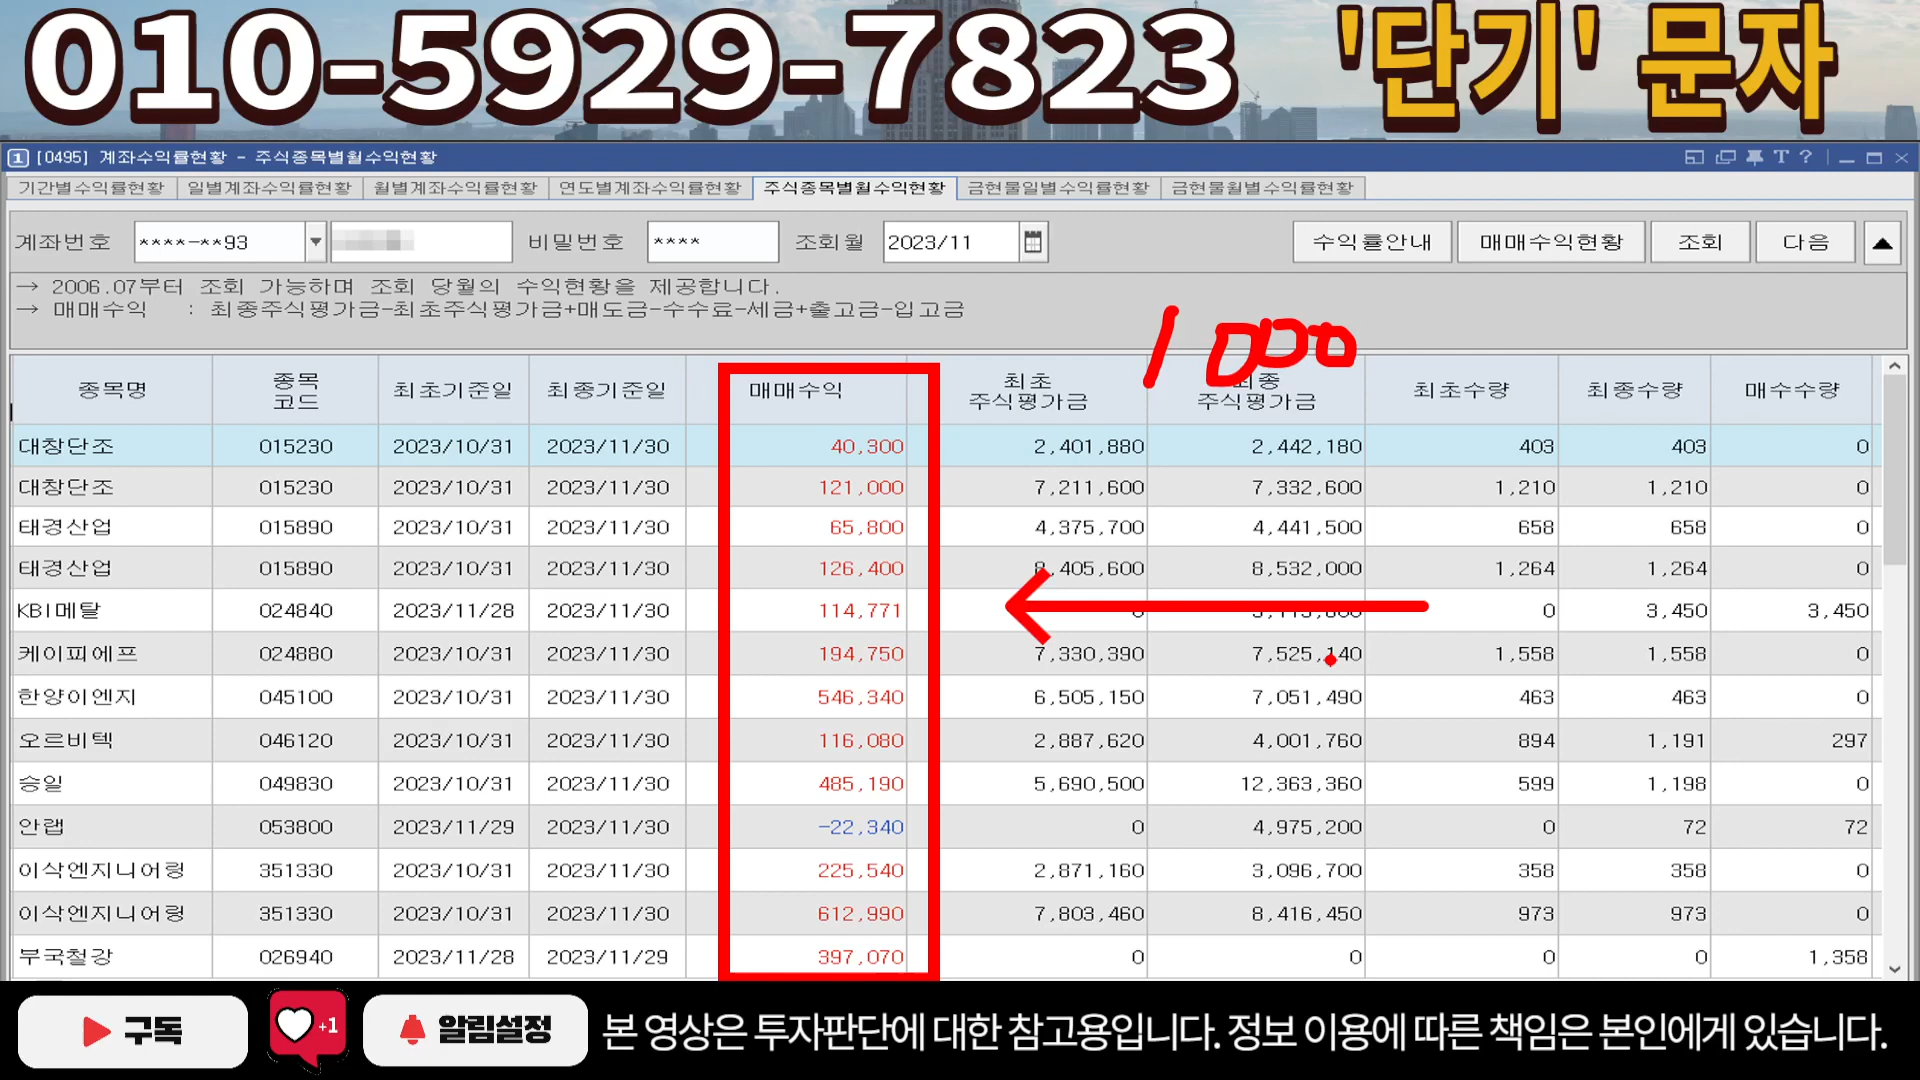 010-5929-7823 '단기' 문자
1 [0495] 계좌수익률현황 - 주식종목별월수익현황
기간별수익률현황 일별계좌수익률현황 월별계좌수익률현황 연도별계좌수익률현황 주식종목별월수익현황 금현물일별수익률현황 금현물월별수익률현황
계좌번호 ****-**93 비밀번호 **** 조회월 2023/11 수익률안내 매매수익현황 조회 다음
→ 2006.07부터 조회 가능하며 조회 당월의 수익현황을 제공합니다.
→ 매매수익 : 최종주식평가금-최초주식평가금+매도금-수수료-세금+출고금-입고금
1000
종목명 종목코드 최초기준일 최종기준일 매매수익 최초주식평가금 최종주식평가금 최초수량 최종수량 매수수량
대창단조 015230 2023/10/31 2023/11/30 40,300 2,401,880 2,442,180 403 403 0
대창단조 015230 2023/10/31 2023/11/30 121,000 7,211,600 7,332,600 1,210 1,210 0
태경산업 015890 2023/10/31 2023/11/30 65,800 4,375,700 4,441,500 658 658 0
태경산업 015890 2023/10/31 2023/11/30 126,400 8,405,600 8,532,000 1,264 1,264 0
KBI메탈 024840 2023/11/28 2023/11/30 114,771 0 0 3,450 3,450
케이피에프 024880 2023/10/31 2023/11/30 194,750 7,330,390 7,525,140 1,558 1,558 0
한양이엔지 045100 2023/10/31 2023/11/30 546,340 6,505,150 7,051,490 463 463 0
오르비텍 046120 2023/10/31 2023/11/30 116,080 2,887,620 4,001,760 894 1,191 297
승일 049830 2023/10/31 2023/11/30 485,190 5,690,500 12,363,360 599 1,198 0
안랩 053800 2023/11/29 2023/11/30 -22,340 0 4,975,200 0 72 72
이삭엔지니어링 351330 2023/10/31 2023/11/30 225,540 2,871,160 3,096,700 358 358 0
이삭엔지니어링 351330 2023/10/31 2023/11/30 612,990 7,803,460 8,416,450 973 973 0
부국철강 026940 2023/11/28 2023/11/29 397,070 0 0 0 0 1,358
구독 +1 알림설정 본 영상은 투자판단에 대한 참고용입니다. 정보 이용에 따른 책임은 본인에게 있습니다.